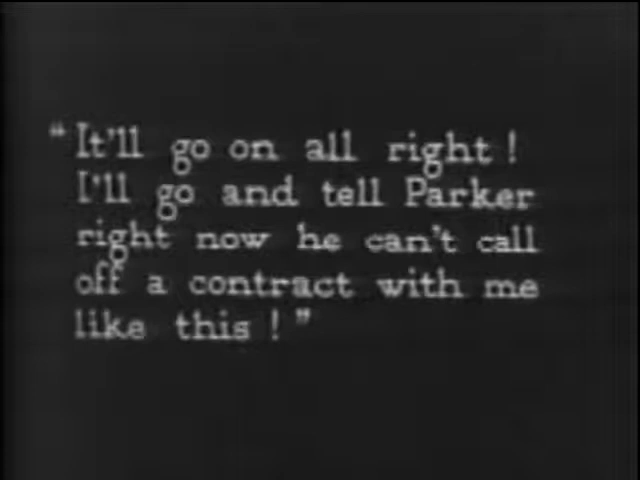 “It'll go on all right!
I'll go and tell Parker
right now he can't call
off a contract with me
like this!”